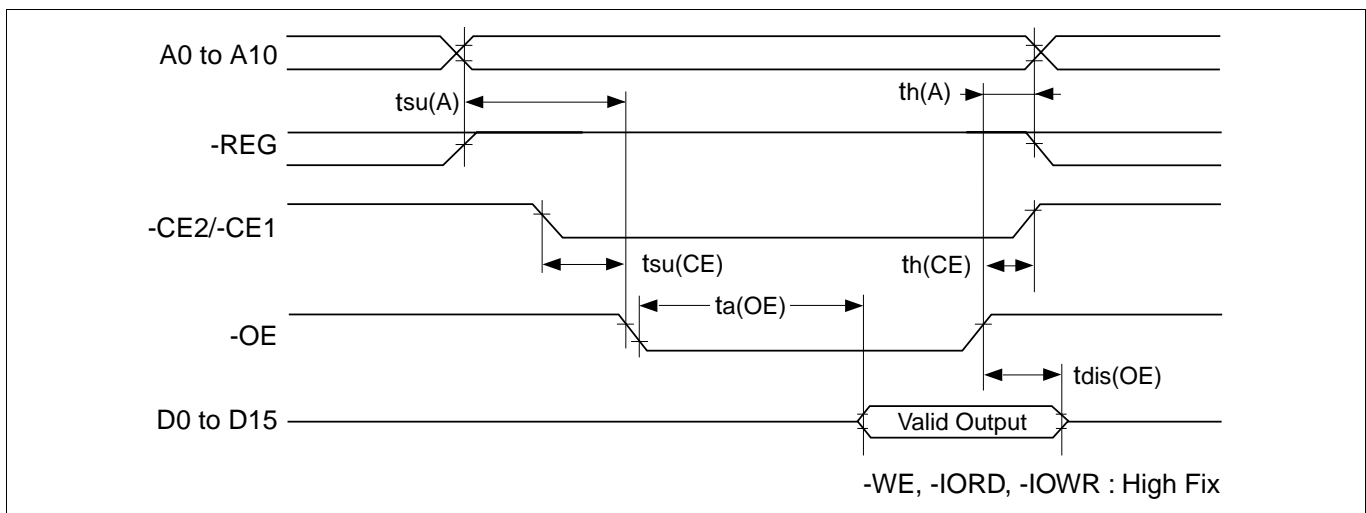 A0 to A10
tsu(A)
th(A)
-REG
-CE2/-CE1
tsu(CE)
th(CE)
ta(OE)
-OE
tdis(OE)
D0 to D15
Valid Output
-WE, -IORD, -IOWR : High Fix